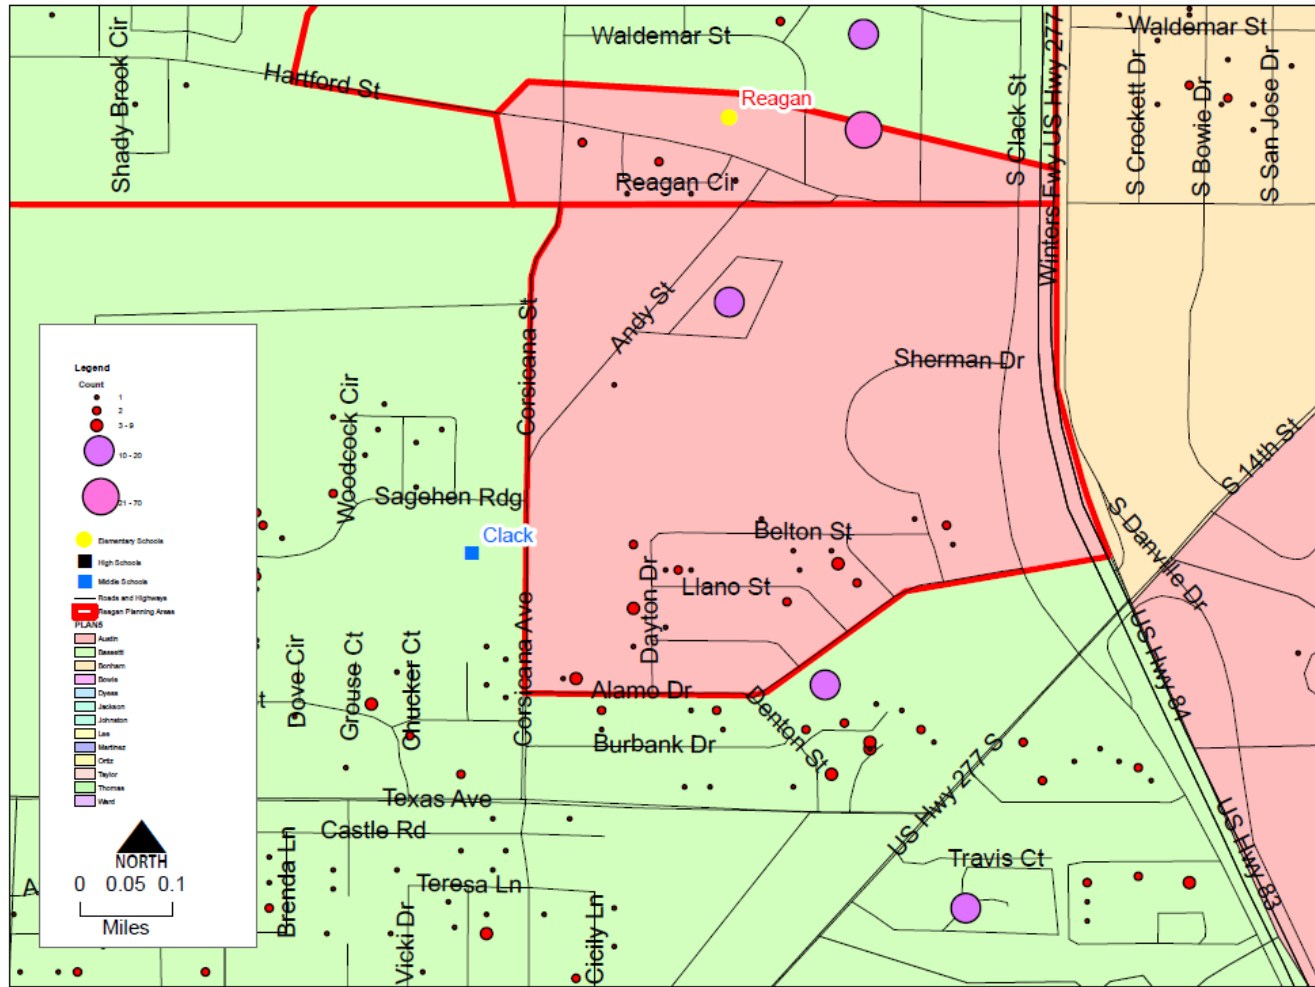 Waldemar St
Waldemar St
Shady Brook Cir
Hartford St
Reagan
Reagan Cir
S Clack St
Winters Fwy US Hwy 277
S Crockett Dr
S Bowie Dr
S San Jose Dr
Andy St
Corsicana St
Sherman Dr
S 14th St
Woodcock Cir
Sagehen Rdg
Clack
Belton St
Llano St
Dayton Dr
S Danville Dr
Corsicana Ave
Alamo Dr
Denton St
Burbank Dr
Dove Cir
Grouse Ct
Chucker Ct
US Hwy 84
US Hwy 277 S
US Hwy 83
Texas Ave
Castle Rd
Travis Ct
Teresa Ln
Brenda Ln
Vicki Dr
Cicily Ln
A
t
Legend
Count
1
2
3 - 9
10 - 20
21 - 70
Elementary Schools
High Schools
Middle Schools
Roads and Highways
Reagan Planning Areas
PLAN5
Austin
Bassetti
Bonham
Bowie
Dyess
Jackson
Johnston
Lee
Martinez
Ortiz
Taylor
Thomas
Ward
NORTH
0 0.05 0.1
Miles